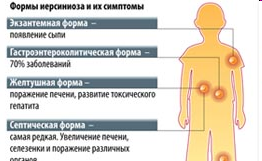 Формы иерсиниоза и их симптомы
Экзантемная форма –
появление сыпи
Гастроэнтероколитическая форма –
70% заболеваний
Желтушная форма –
поражение печени, развитие токсического
гепатита
Септическая форма –
самая редкая. Увеличение печени,
селезенки и поражение различных
органов